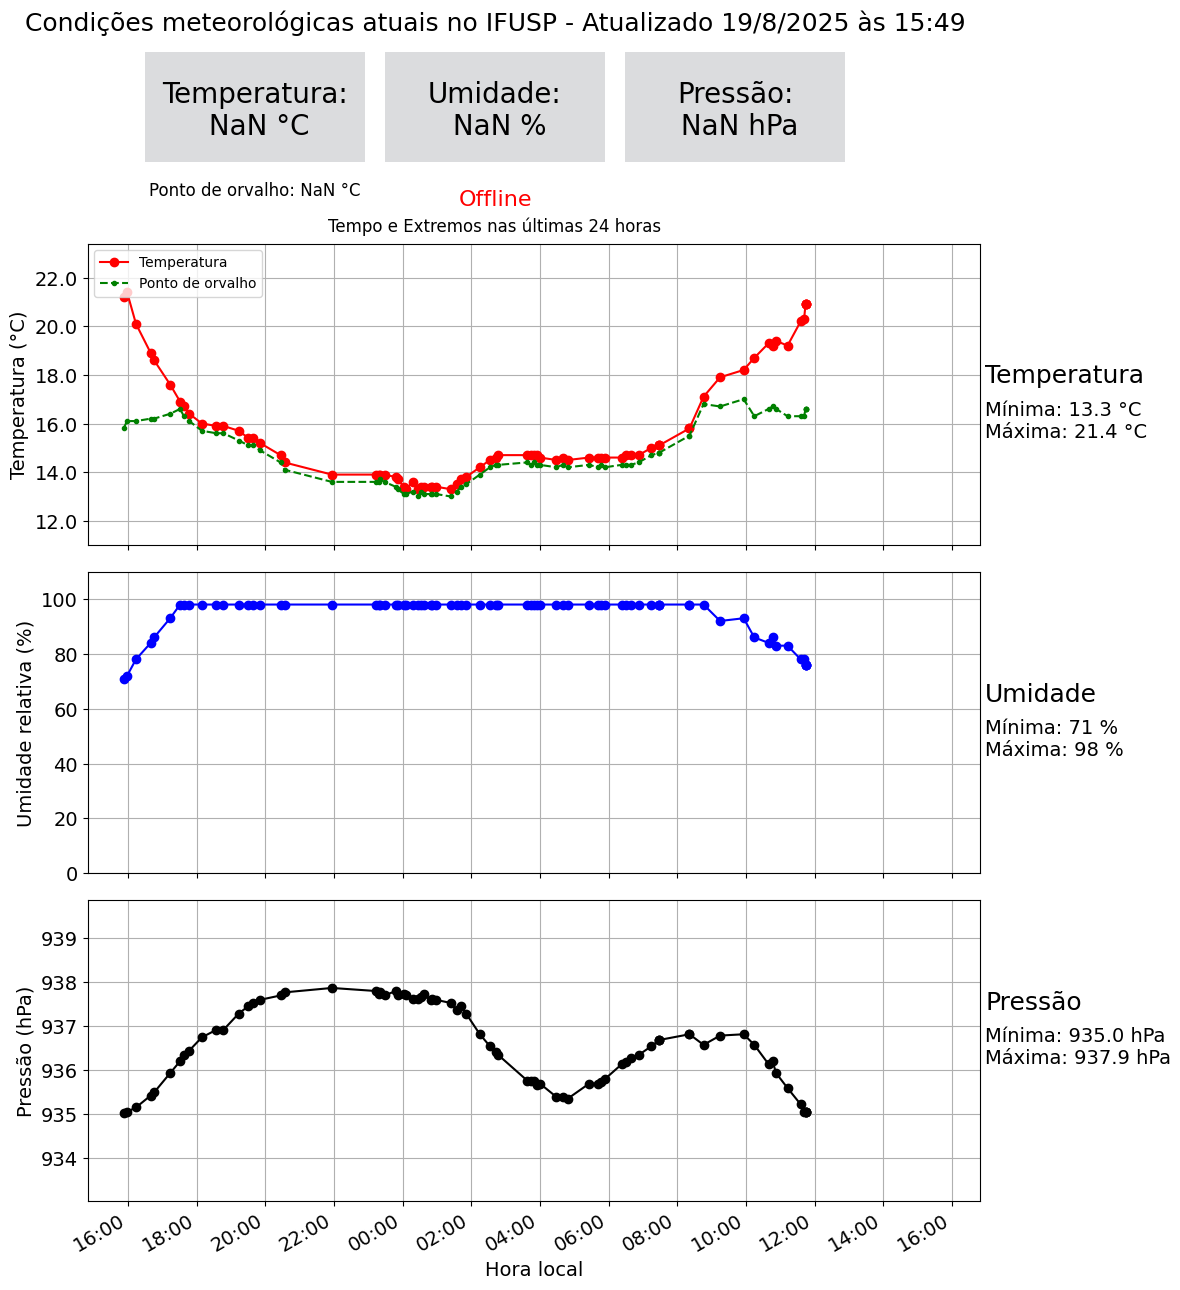 Condições meteorológicas atuais no IFUSP - Atualizado 19/8/2025 às 15:49
Temperatura:
NaN °C
Umidade:
NaN %
Pressão:
NaN hPa
Ponto de orvalho: NaN °C
Offline
Tempo e Extremos nas últimas 24 horas
Temperatura
Ponto de orvalho
Temperatura (°C)
22.0
20.0
18.0
16.0
14.0
12.0
Temperatura
Mínima: 13.3 °C
Máxima: 21.4 °C
Umidade relativa (%)
100
80
60
40
20
0
Umidade
Mínima: 71 %
Máxima: 98 %
Pressão (hPa)
939
938
937
936
935
934
Pressão
Mínima: 935.0 hPa
Máxima: 937.9 hPa
16:00
18:00
20:00
22:00
00:00
02:00
04:00
06:00
08:00
10:00
12:00
14:00
16:00
Hora local